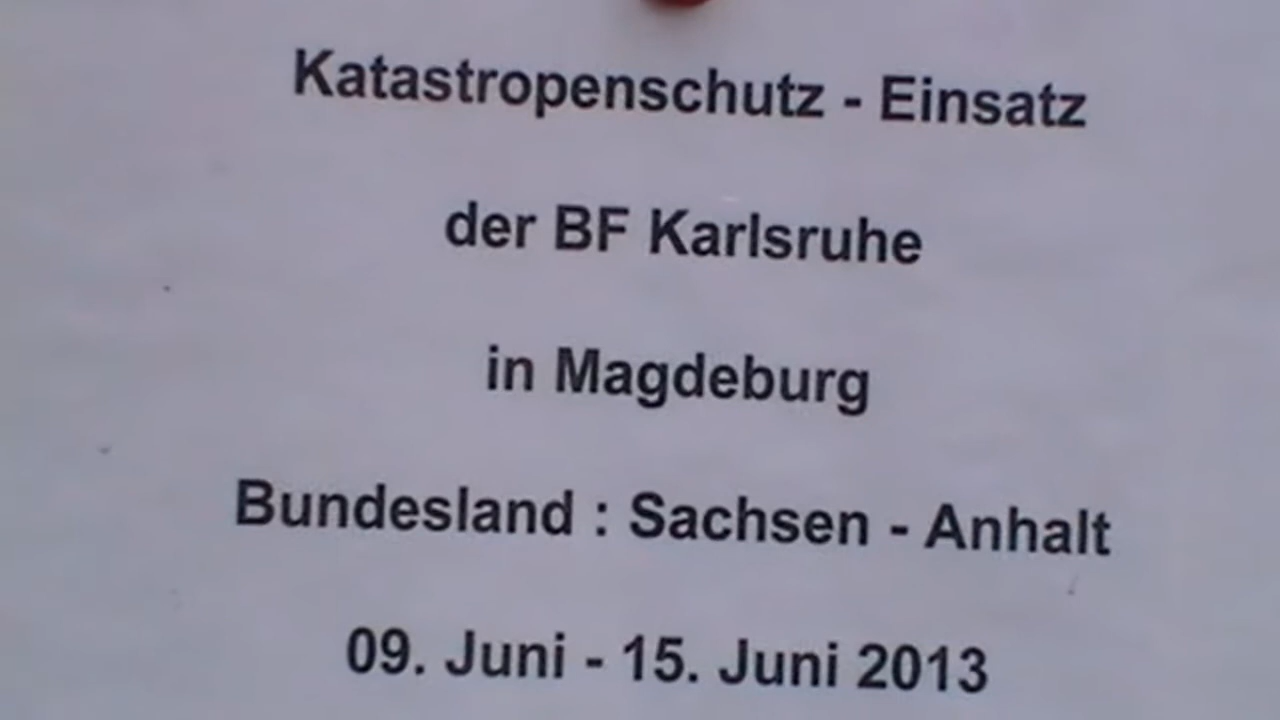 Katastropenschutz - Einsatz
der BF Karlsruhe
in Magdeburg
Bundesland : Sachsen - Anhalt
09. Juni - 15. Juni 2013